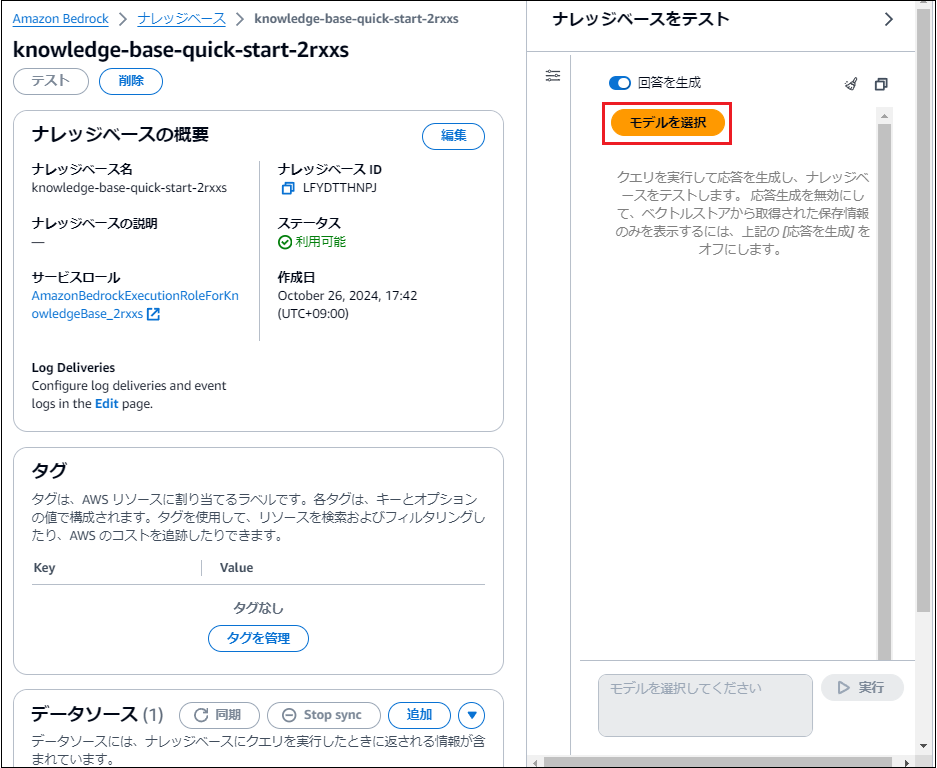 Amazon Bedrock > ナレッジベース > knowledge-base-quick-start-2rxxs
knowledge-base-quick-start-2rxxs
テスト 削除
ナレッジベースの概要
編集
ナレッジベース名
knowledge-base-quick-start-2rxxs
ナレッジベースの説明
—
サービスロール
AmazonBedrockExecutionRoleForKn
owledgeBase_2rxxs
Log Deliveries
Configure log deliveries and event
logs in the Edit page.
ナレッジベース ID
LFYDTTHNPJ
ステータス
利用可能
作成日
October 26, 2024, 17:42
(UTC+09:00)
タグ
タグは、AWS リソースに割り当てるラベルです。各タグは、キーとオプション
の値で構成されます。タグを使用して、リソースを検索およびフィルタリングし
たり、AWS のコストを追跡したりできます。
Key Value
タグなし
タグを管理
データソース (1) 同期 Stop sync 追加
データソースには、ナレッジベースにクエリを実行したときに返される情報が含
まれています。
ナレッジベースをテスト
回答を生成
モデルを選択
クエリを実行して応答を生成し、ナレッジベ
ースをテストします。 応答生成を無効にし
て、ベクトルストアから取得された保存情報
のみを表示するには、上記の [応答を生成] を
オフにします。
モデルを選択してください
実行